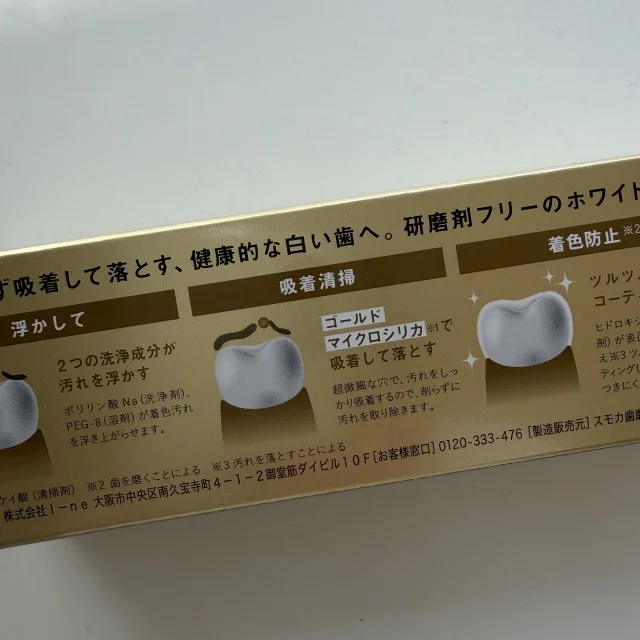 ず吸着して落とす、健康的な白い歯へ。研磨剤フリーのホワイト
浮かして
2つの洗浄成分が
汚れを浮かす
ポリリン酸Na(洗浄剤)、
PEG-8(溶剤)が着色汚れ
を浮き上がらせます。
吸着清掃
ゴールド
マイクロシリカ※1で
吸着して落とす
超微細な穴で、汚れをしっ
かり吸着するので、削らずに
汚れを取り除きます。
着色防止※2
ツルツル
コーテ
ヒドロキシ
剤)が表
え※3ツ
ティングし
つきにく
ケイ酸(清掃剤) ※2 歯を磨くことによる ※3汚れを落とすことによる
株式会社I-ne 大阪市中央区南久宝寺町4-1-2御堂筋ダイビル10F[お客様窓口]0120-333-476 [製造販売元]スモカ歯磨